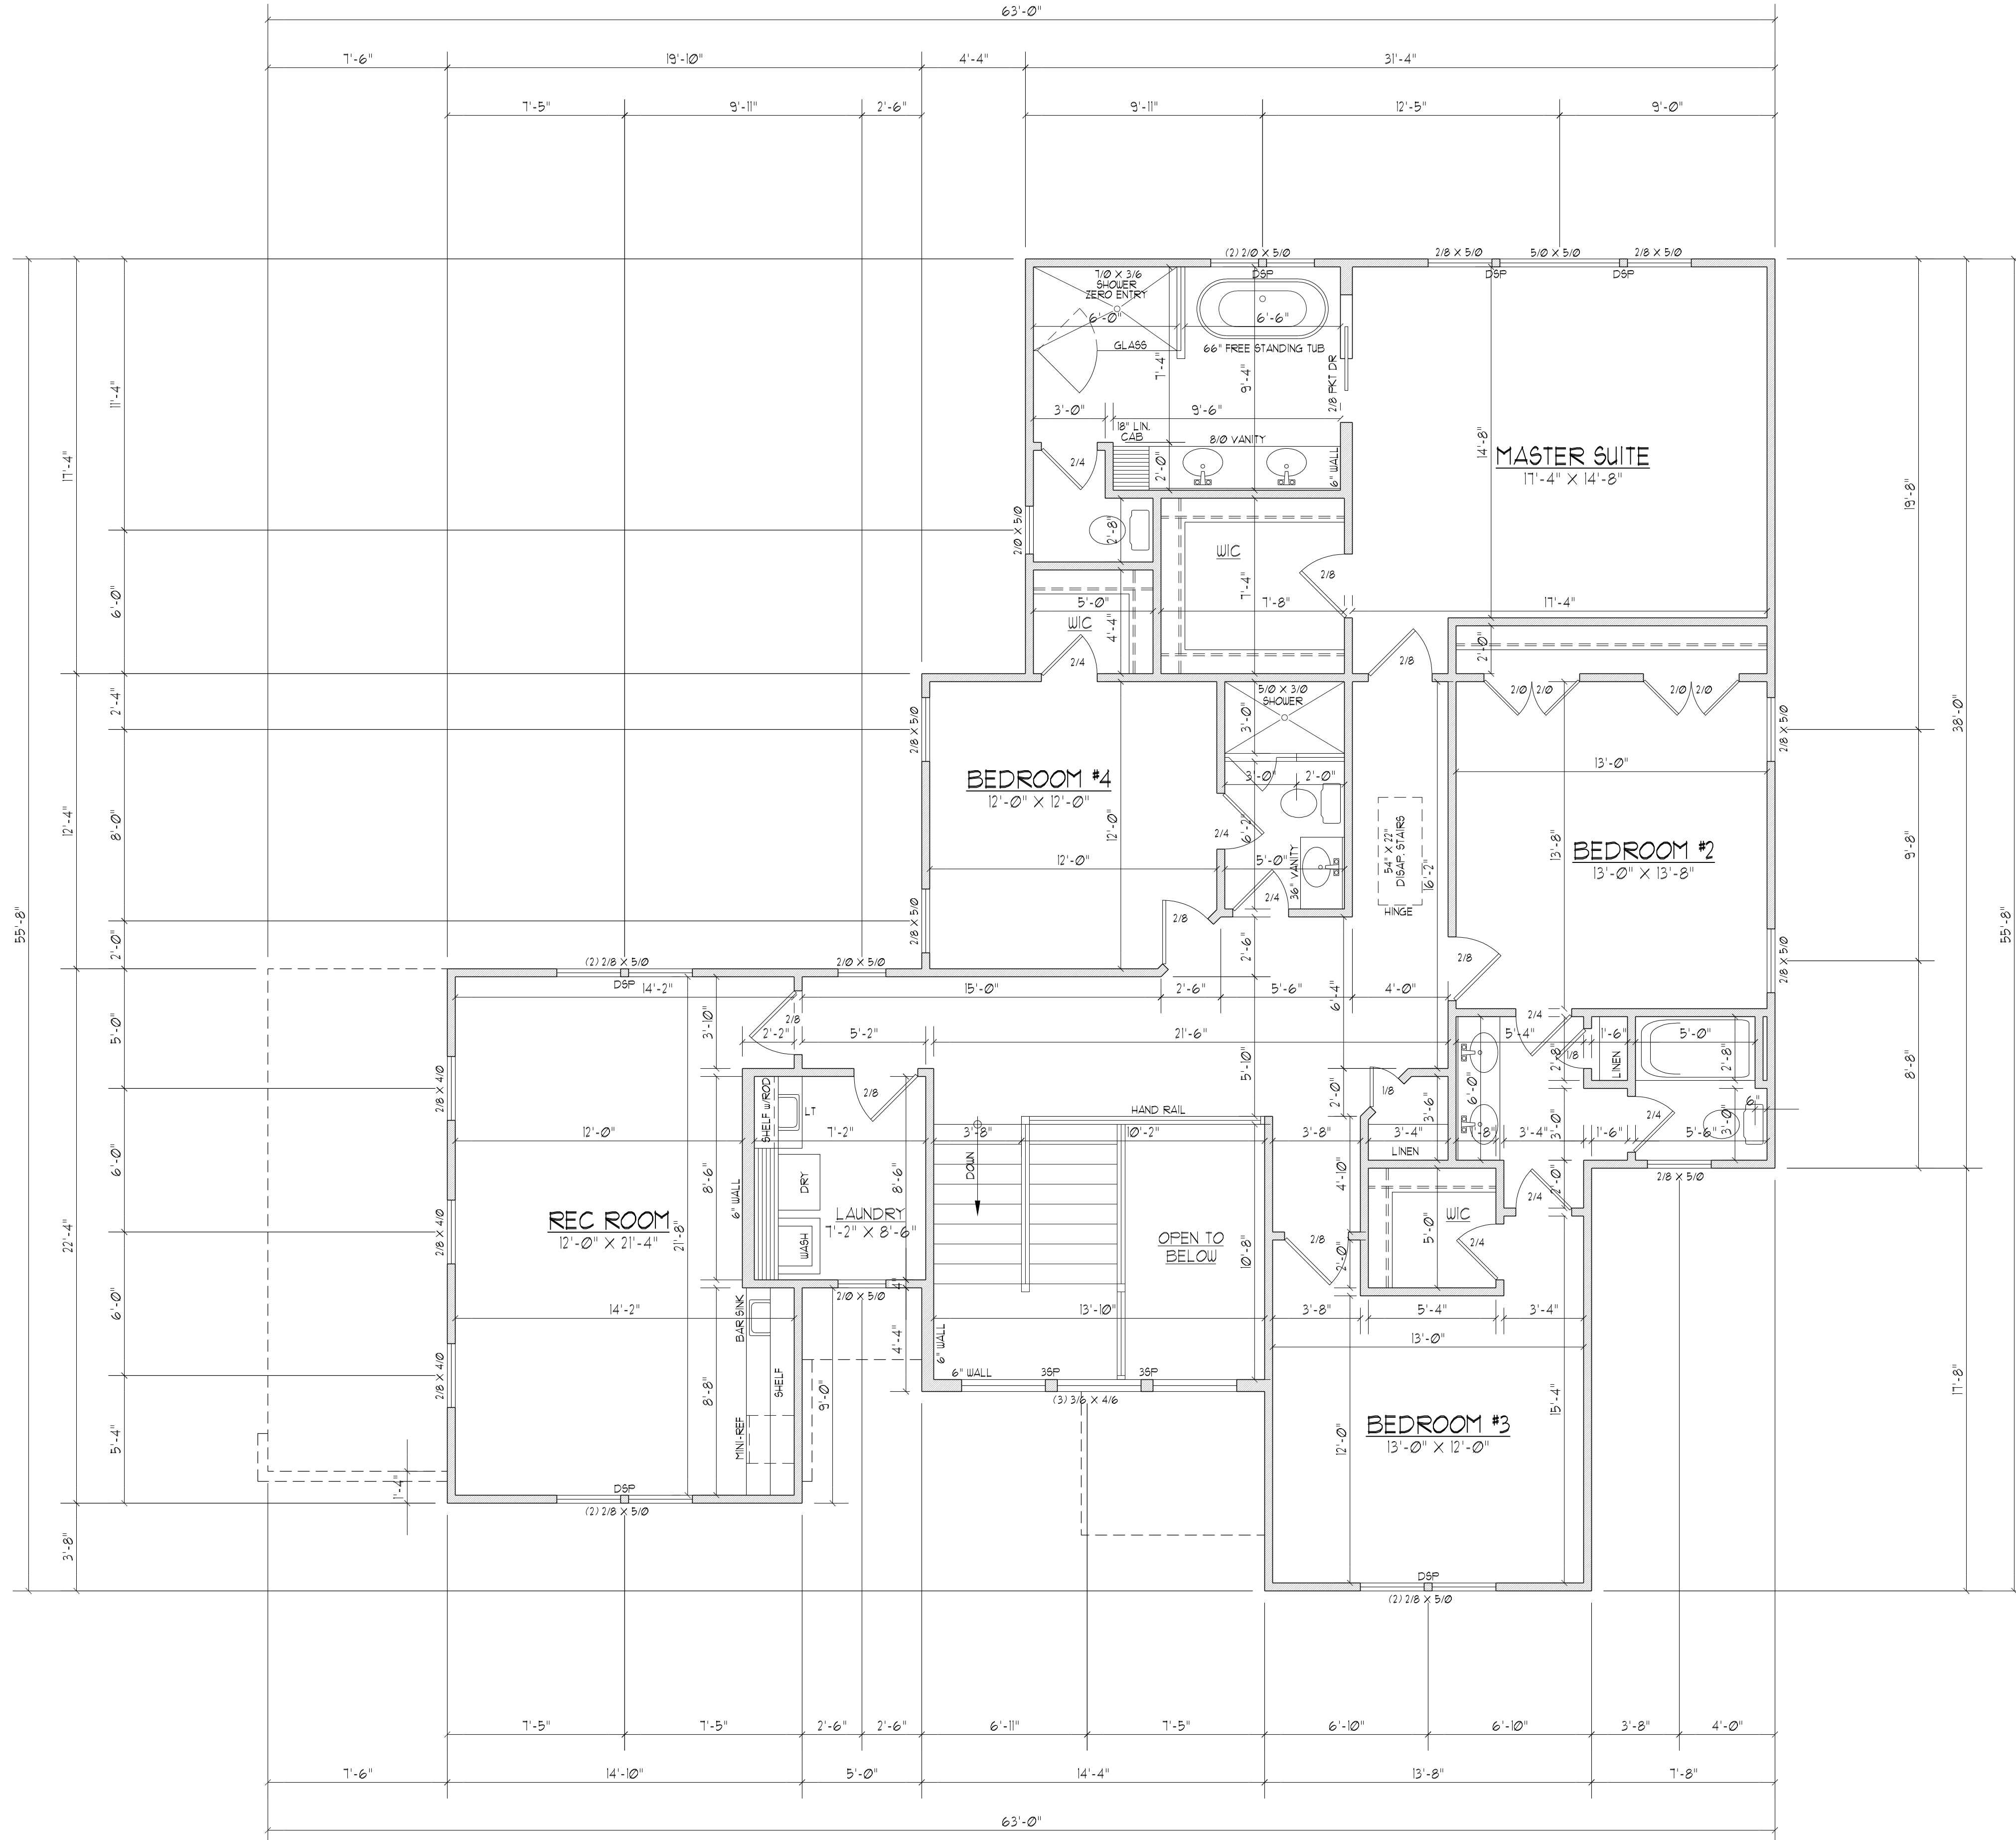 63'-0"
7'-6" 19'-10" 4'-4" 31'-4"
7'-5" 9'-11" 2'-6" 9'-11" 12'-5" 9'-0"
(2) 2/0 X 5/0 2/8 X 5/0 5/0 X 5/0 2/8 X 5/0
DSP DSP DSP
7/0 X 3/6
SHOWER
ZERO ENTRY
6'-0" 6'-6"
GLASS
66" FREE STANDING TUB
7'-4"
9'-4"
2/8 PKT DR
3'-0" 9'-6"
18" LIN.
CAB
8/0 VANITY
2'-0"
6" WALL
2/4
14'-8"
MASTER SUITE
17'-4" X 14'-8"
11'-4"
17'-4"
19'-8"
2/0 X 5/0
2'-8"
WIC
2/8
7'-4"
5'-0" 7'-8" 17'-4"
6'-0"
WIC
4'-4"
2/4
2/8
2'-0"
2/0 2/0 2/0 2/0
5/0 X 3/0
SHOWER
3'-0"
2'-4"
2/8 X 5/0
2/8 X 5/0
38'-0"
13'-0"
BEDROOM #4
12'-0" X 12'-0"
3'-0" 2'-0"
12'-4"
8'-0"
12'-0"
6'-2"
2/4
54" X 22"
DISAP. STAIRS
HINGE
16'-2"
13'-8"
BEDROOM #2
13'-0" X 13'-8"
9'-8"
12'-0" 5'-0"
36" VANITY
2/4
2/8
2/8 X 5/0
55'-8"
55'-8"
2'-0"
2'-6"
2/8
2/8 X 5/0
(2) 2/8 X 5/0 2/0 X 5/0
DSP
14'-2" 15'-0" 2'-6" 5'-6" 4'-0"
6'-4"
2/8
3'-10"
5'-0"
2'-2" 5'-2" 21'-6" 5'-4" 1'-6" 5'-0"
2/4
2'-8"
1/8
LINEN
2'-8"
8'-8"
2/8 X 4/0
5'-10"
2/8
1/8
2'-0"
3'-6"
6'-0"
SHELF w/ROD
LT
HAND RAIL
6"
2/4
12'-0" 7'-2" 3'-8" 10'-2" 3'-8" 3'-4" 1'-8" 3'-4" 1'-6" 5'-6"
3'-0"
3'-0"
LINEN
6'-0"
8'-6"
8'-6"
DOWN
DRY
4'-10"
2'-0"
2/8 X 5/0
2/4
6" WALL
REC ROOM
12'-0" X 21'-4"
21'-8"
LAUNDRY
7'-2" X 8'-6"
WASH
OPEN TO
BELOW
10'-8"
2/8
2'-0"
5'-0"
WIC
2/4
22'-4"
2/8 X 4/0
4"
2/0 X 5/0
6'-0"
14'-2" 13'-10" 3'-8" 5'-4" 3'-4"
BAR SINK
4'-4"
6" WALL
13'-0"
2/8 X 4/0
6" WALL 3SP 3SP
(3) 3/6 X 4/6
SHELF
8'-8"
9'-0"
MINI-REF
17'-8"
15'-4"
12'-0"
BEDROOM #3
13'-0" X 12'-0"
5'-4"
1'-4"
DSP
(2) 2/8 X 5/0
3'-8"
DSP
(2) 2/8 X 5/0
7'-5" 7'-5" 2'-6" 2'-6" 6'-11" 7'-5" 6'-10" 6'-10" 3'-8" 4'-0"
7'-6" 14'-10" 5'-0" 14'-4" 13'-8" 7'-8"
63'-0"